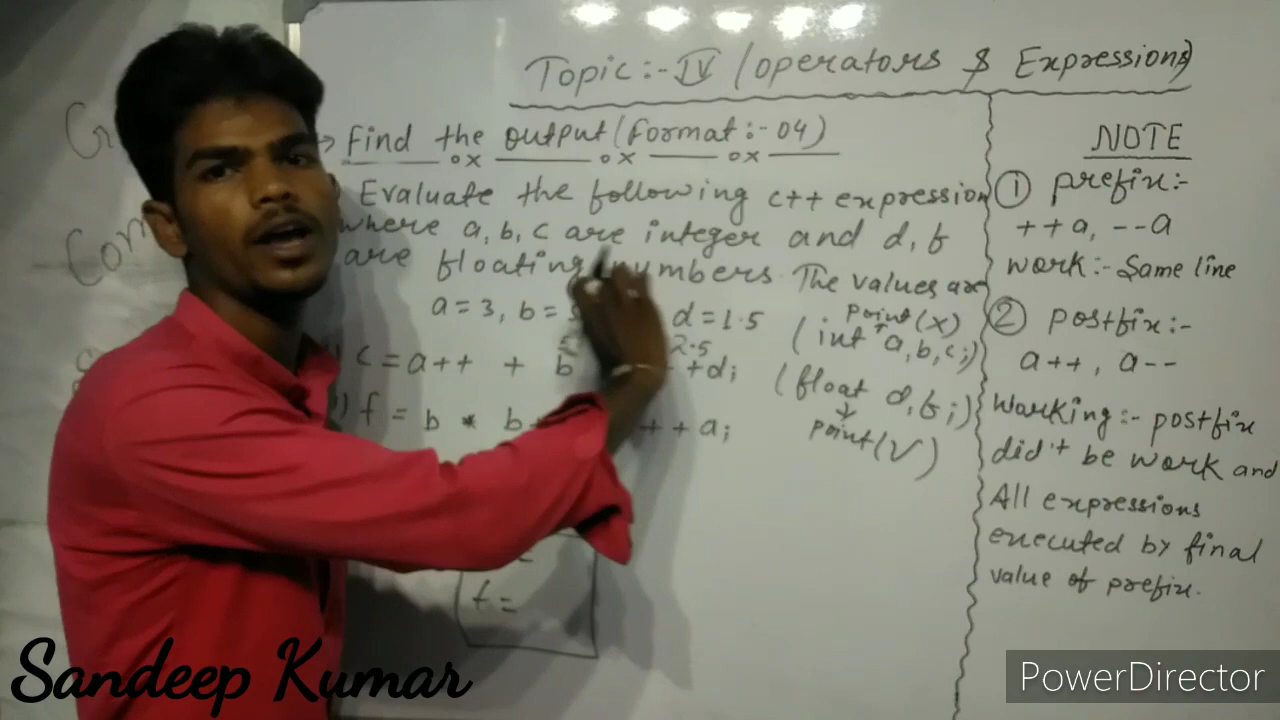 Topic:- IV (operators & Expressions)
Find the output (Format:- 04)
Evaluate the following c++ expression
where a, b, c are integer and d, f
are floating numbers. The values are
a = 3, b = d = 1.5
2.5
c = a++ + b + d;
f = b * b + + a;
f =
point (x)
(int a, b, c;)
(float d, f;)
point (√)
NOTE
① prefix:-
++a, --a
work:- Same line
② postfix:-
a++, a--
Working:- postfix
did't be work and
All expressions
executed by final
value of prefix.
Sandeep Kumar
PowerDirector